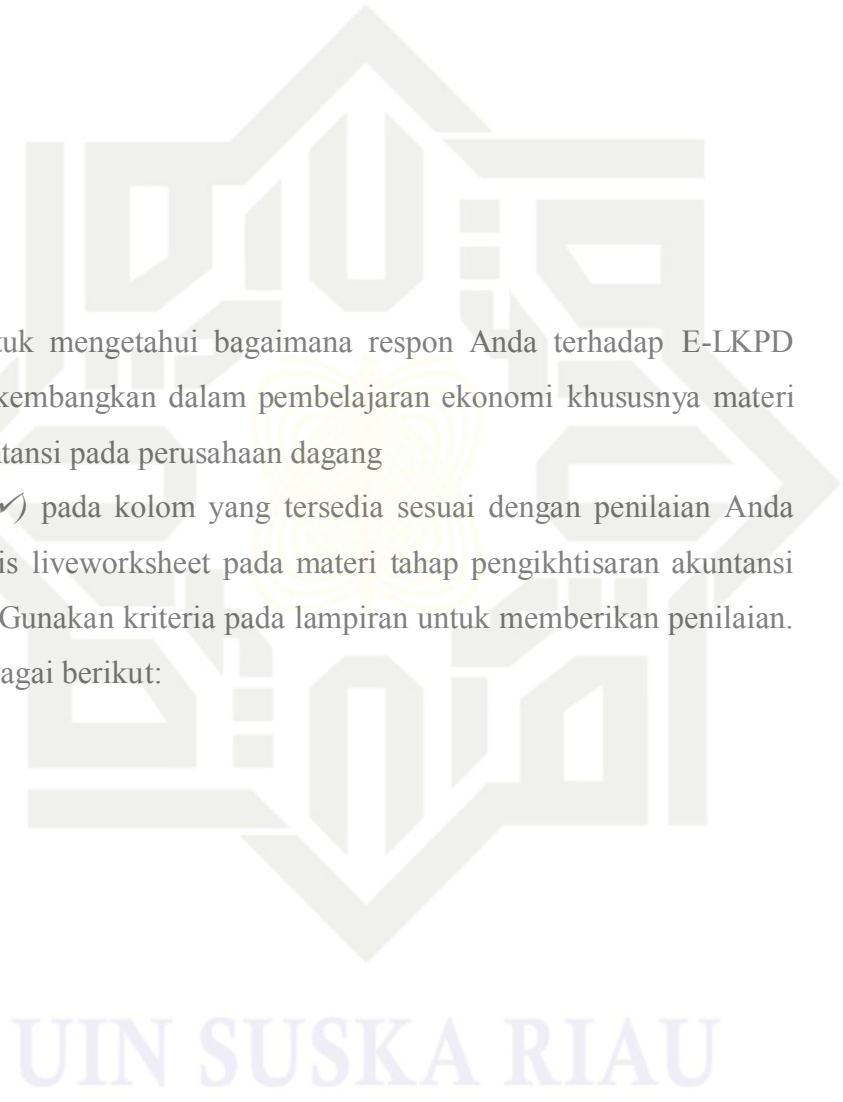 tuk mengetahui bagaimana respon Anda terhadap E-LKPD
kembangkan dalam pembelajaran ekonomi khususnya materi
ntansi pada perusahaan dagang
✓) pada kolom yang tersedia sesuai dengan penilaian Anda
is liveworksheet pada materi tahap pengikhtisaran akuntansi
Gunakan kriteria pada lampiran untuk memberikan penilaian.
agai berikut:
UIN SUSKA RIAU